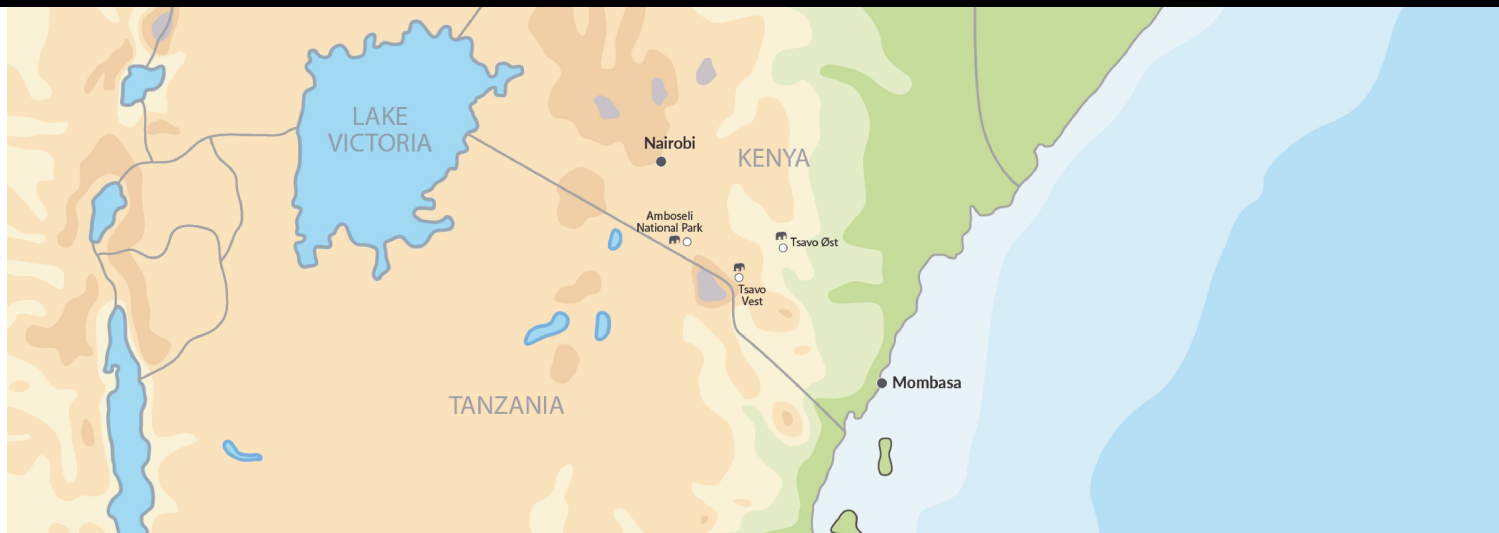 LAKE
VICTORIA
Nairobi
KENYA
Amboseli
National Park
Tsavo Øst
Tsavo
Vest
Mombasa
TANZANIA